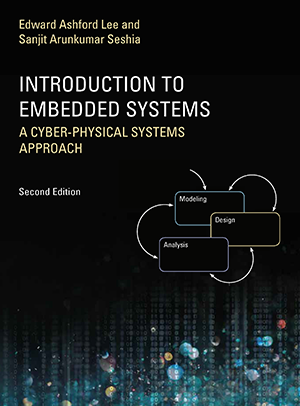 Edward Ashford Lee and
Sanjit Arunkumar Seshia
INTRODUCTION TO
EMBEDDED SYSTEMS
A CYBER-PHYSICAL SYSTEMS
APPROACH
Second Edition
Modeling
Design
Analysis